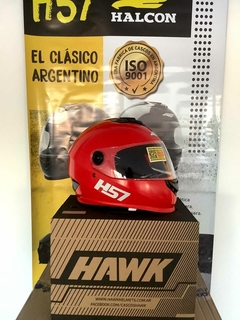 H57
HALCON
EL CLÁSICO
ARGENTINO
ISO
9001
H57
HAWK